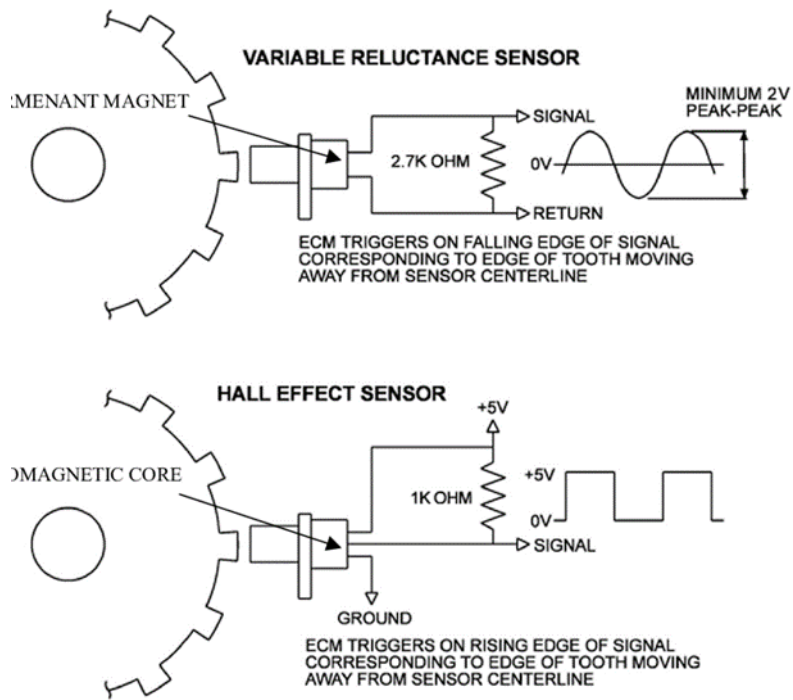 VARIABLE RELUCTANCE SENSOR
RMENANT MAGNET
MINIMUM 2V
PEAK-PEAK
SIGNAL
2.7K OHM
0V
RETURN
ECM TRIGGERS ON FALLING EDGE OF SIGNAL
CORRESPONDING TO EDGE OF TOOTH MOVING
AWAY FROM SENSOR CENTERLINE
HALL EFFECT SENSOR
+5V
OMAGNETIC CORE
1K OHM
+5V
0V
SIGNAL
GROUND
ECM TRIGGERS ON RISING EDGE OF SIGNAL
CORRESPONDING TO EDGE OF TOOTH MOVING
AWAY FROM SENSOR CENTERLINE